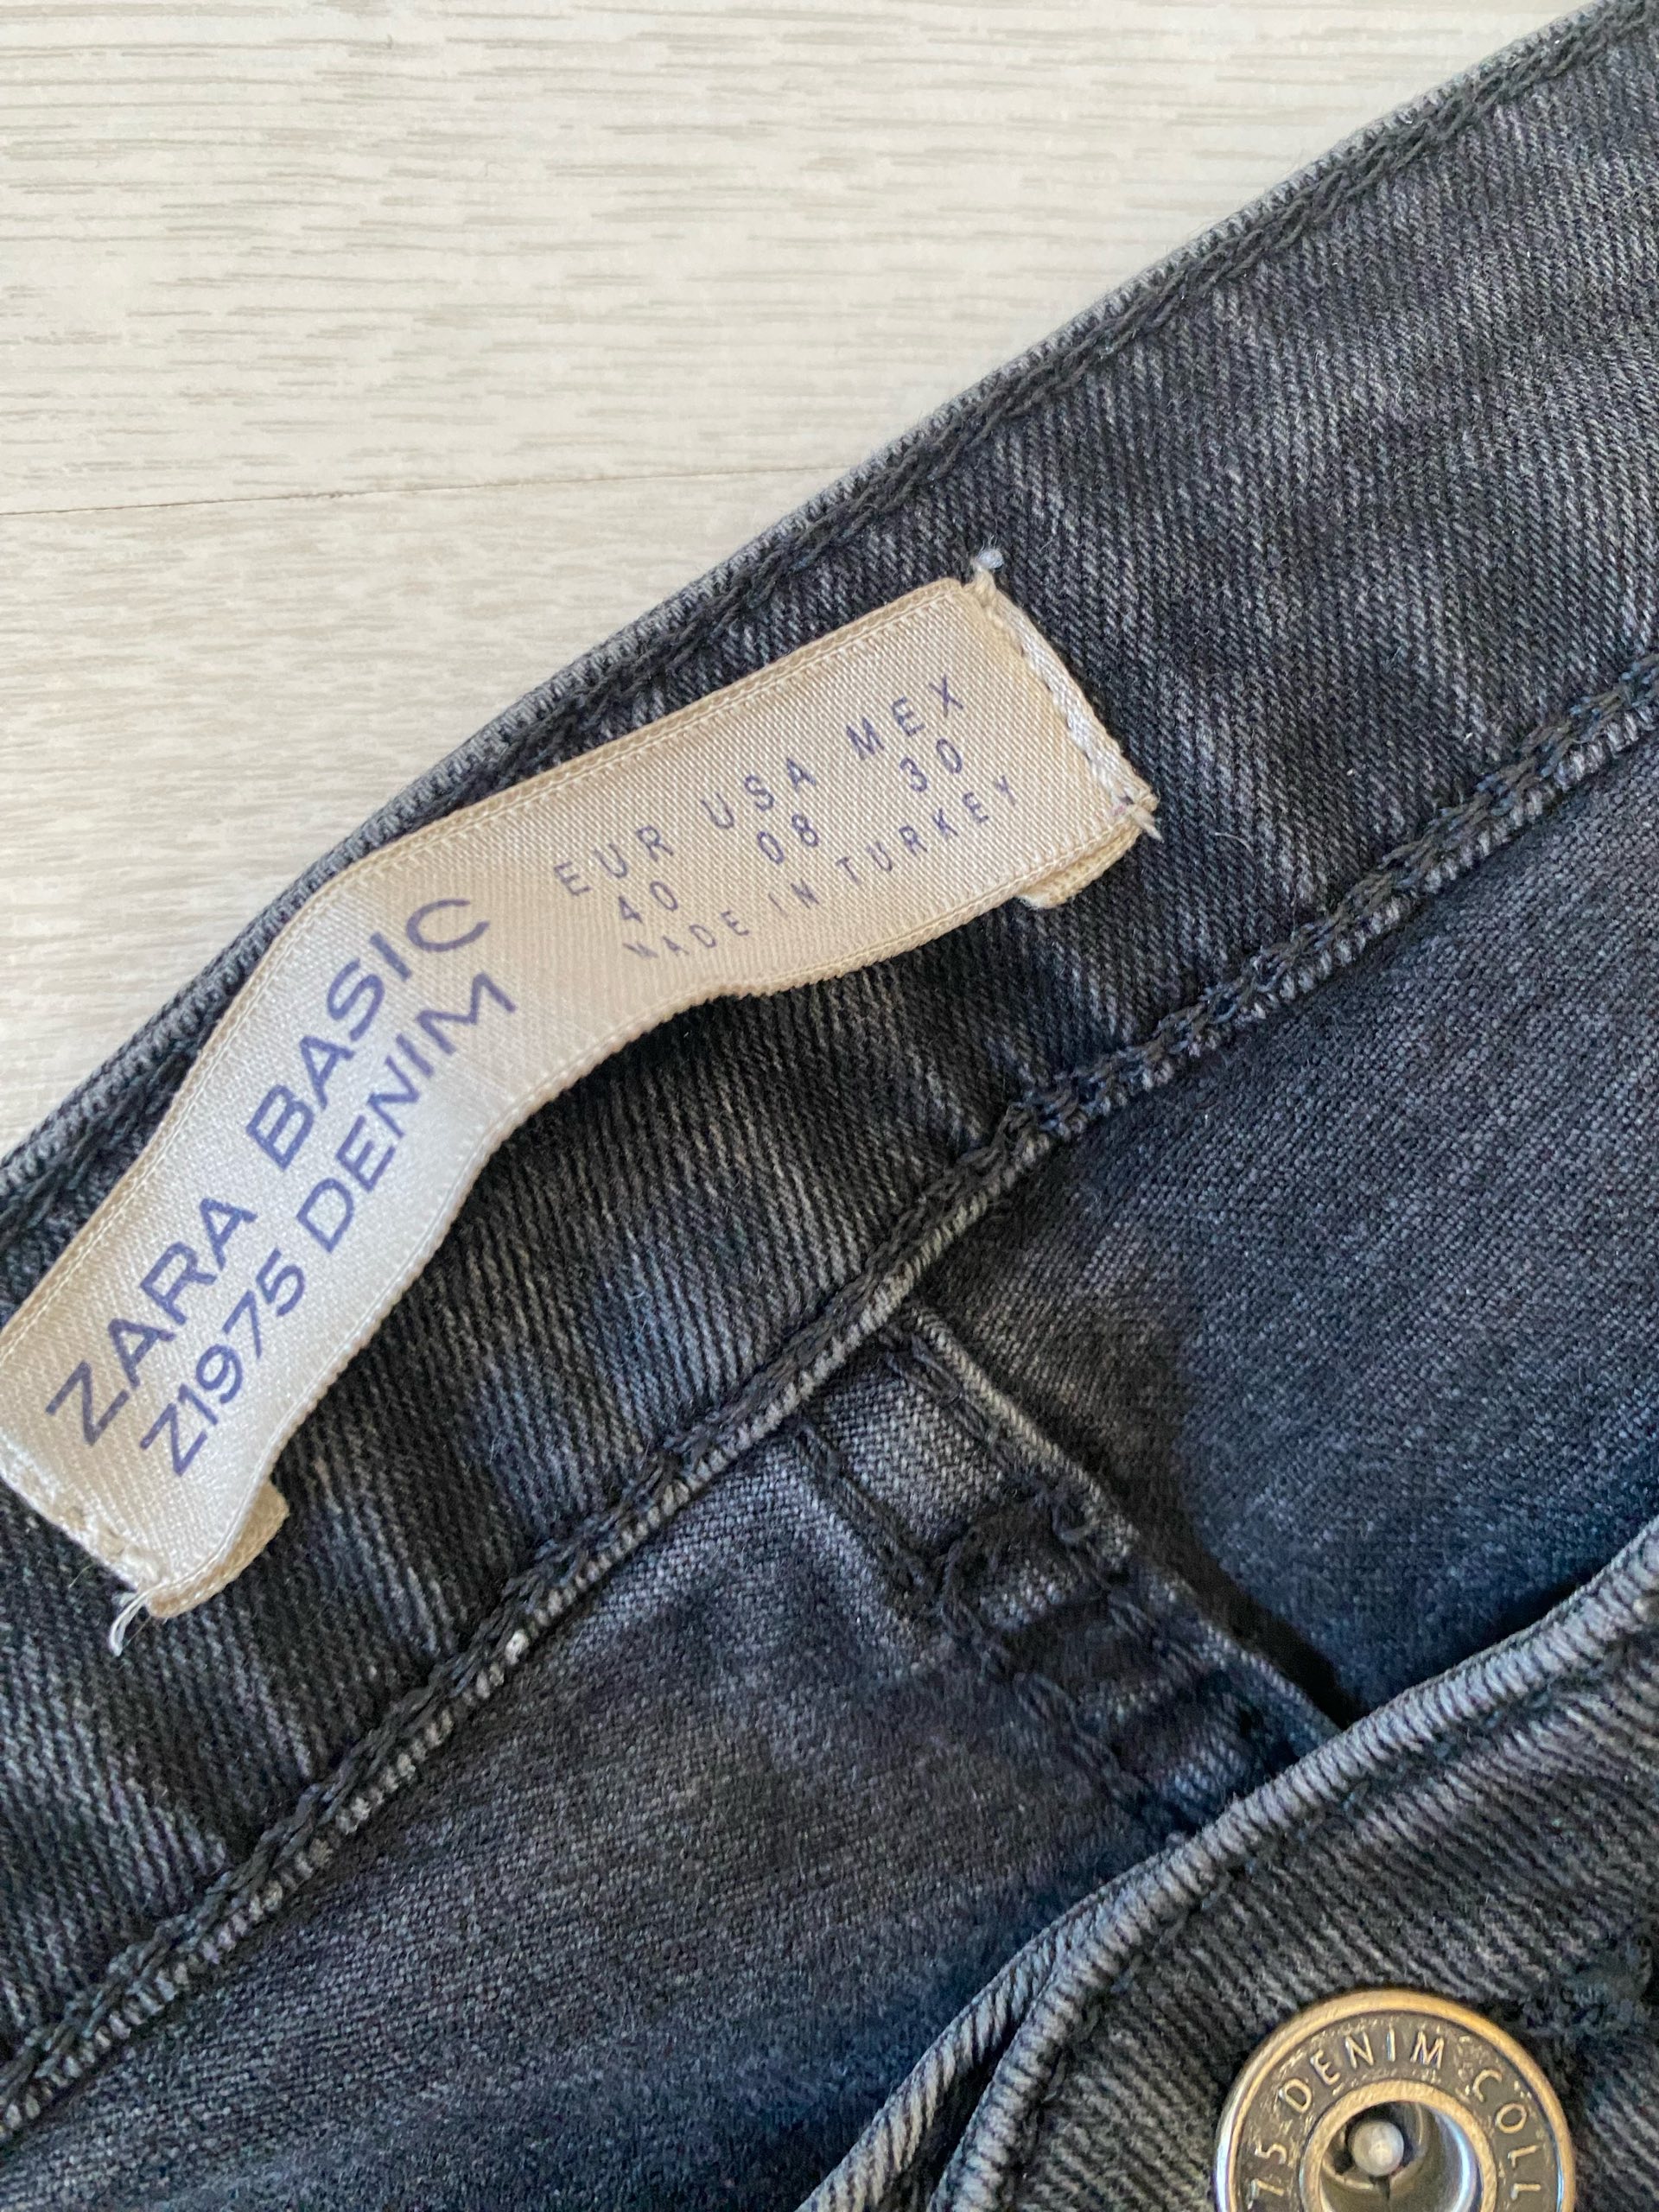 ZARA BASIC
Z1975 DENIM
EUR USA MEX
40 08 30
MADE IN TURKEY
75 DENIM COLL